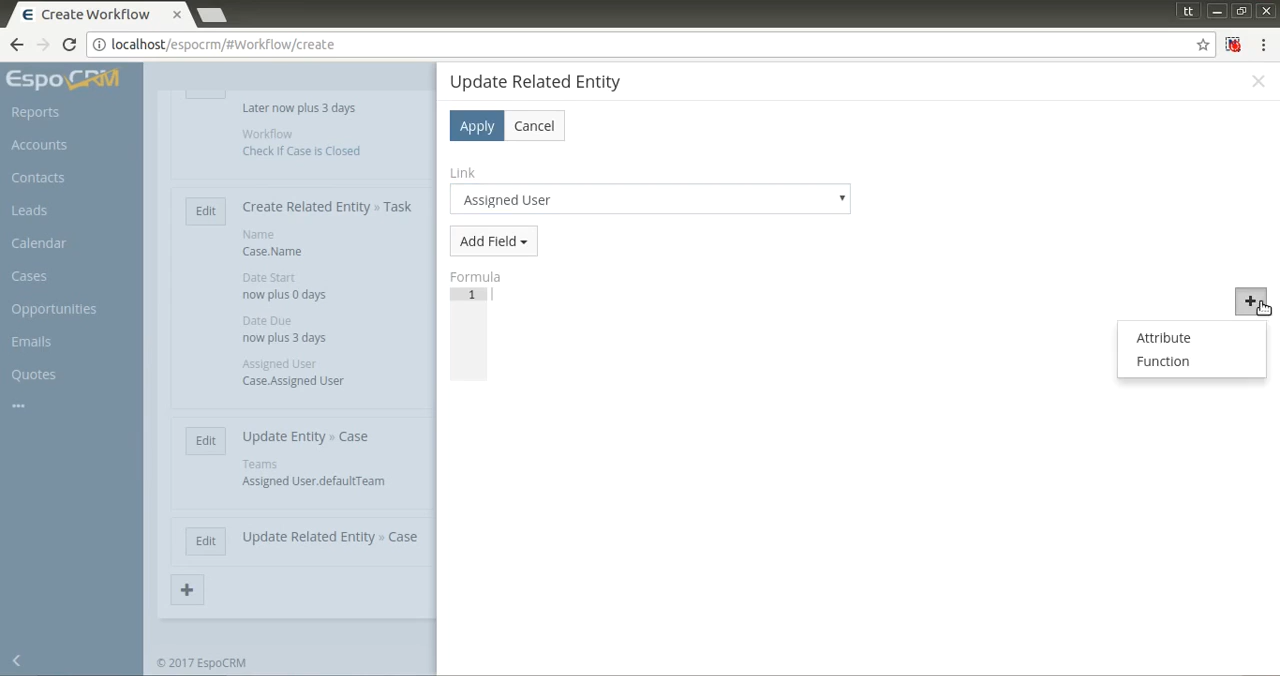 Create Workflow
tt
localhost/espocrm/#Workflow/create
EspoCRM
Reports
Accounts
Contacts
Leads
Calendar
Cases
Opportunities
Emails
Quotes
Later now plus 3 days
Workflow
Check If Case is Closed
Edit
Create Related Entity » Task
Name
Case.Name
Date Start
now plus 0 days
Date Due
now plus 3 days
Assigned User
Case.Assigned User
Edit
Update Entity » Case
Teams
Assigned User.defaultTeam
Edit
Update Related Entity » Case
© 2017 EspoCRM
Update Related Entity
Apply
Cancel
Link
Assigned User
Add Field
Formula
1
Attribute
Function